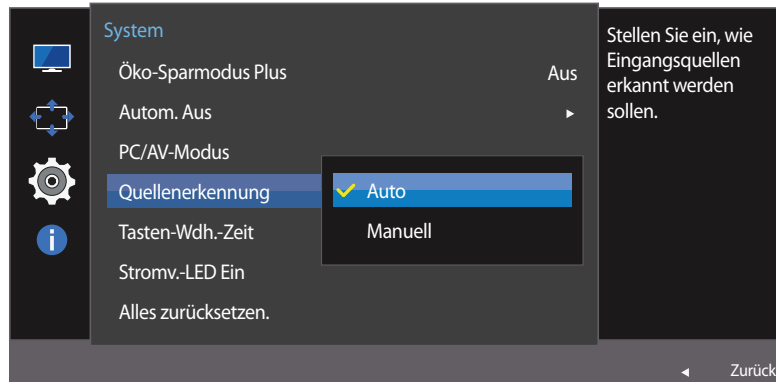 System
Öko-Sparmodus Plus Aus
Autom. Aus
PC/AV-Modus
Quellenerkennung
Tasten-Wdh.-Zeit
Stromv.-LED Ein
Alles zurücksetzen.
Auto
Manuell
Stellen Sie ein, wie
Eingangsquellen
erkannt werden
sollen.
Zurück